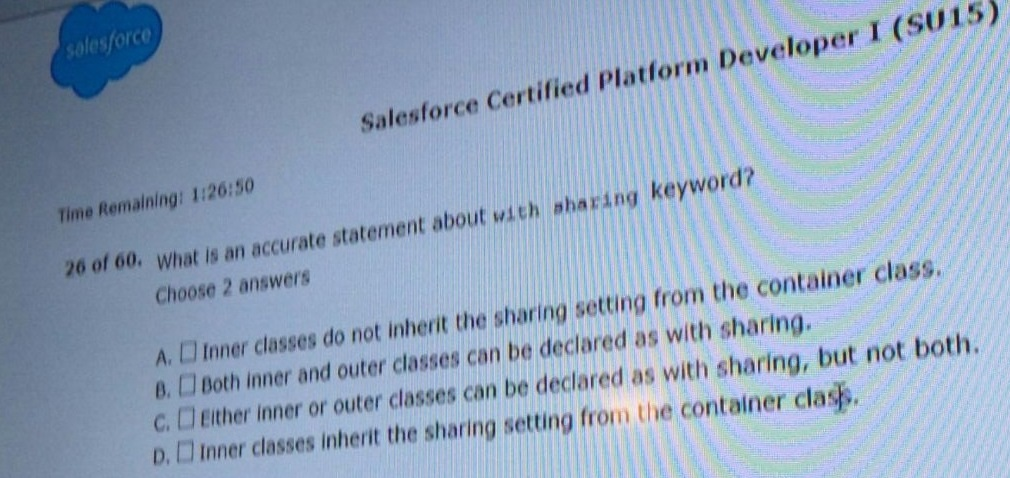 salesforce
Salesforce Certified Platform Developer I (SU15)
Time Remaining: 1:26:50
26 of 60. What is an accurate statement about with sharing keyword?
Choose 2 answers
A. Inner classes do not inherit the sharing setting from the container class.
B. Both inner and outer classes can be declared as with sharing.
C. Either inner or outer classes can be declared as with sharing, but not both.
D. Inner classes inherit the sharing setting from the container class.